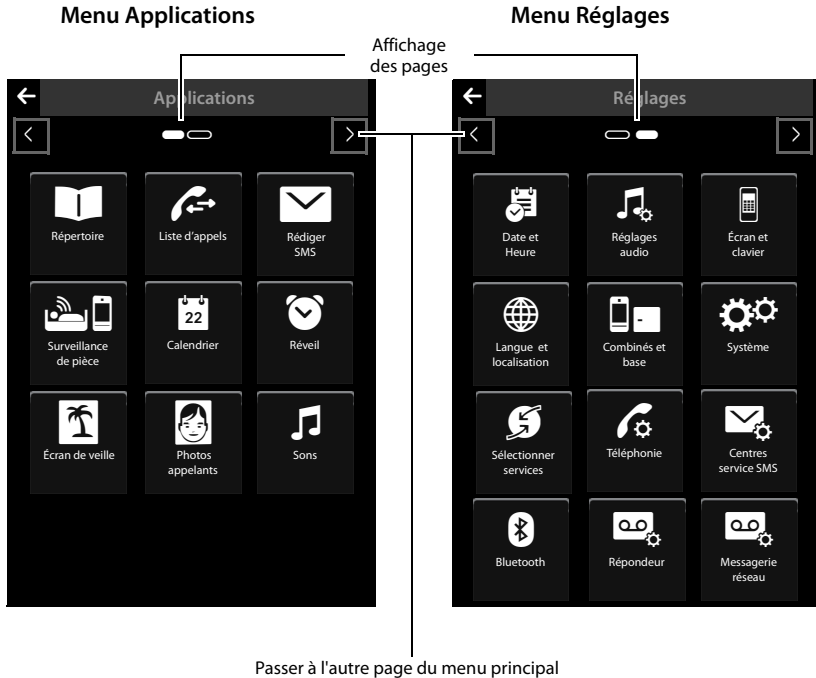 Menu Applications
Menu Réglages
Affichage
des pages
Applications
Répertoire
Liste d'appels
Rédiger
SMS
Surveillance
de pièce
22
Calendrier
Réveil
Écran de veille
Photos
appelants
Sons
Réglages
Date et
Heure
Réglages
audio
Écran et
clavier
Langue et
localisation
Combinés et
base
Système
Sélectionner
services
Téléphonie
Centres
service SMS
Bluetooth
Répondeur
Messagerie
réseau
Passer à l'autre page du menu principal